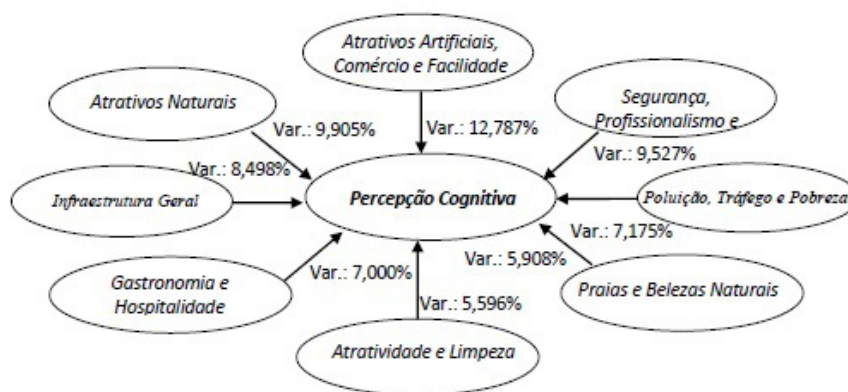 Atrativos Artificiais,
Comércio e Facilidade
Atrativos Naturais
Segurança,
Profissionalismo e
Var.: 9,905%
Var.: 12,787%
Var.: 9,527%
Var.: 8,498%
Infraestrutura Geral
Percepção Cognitiva
Poluição, Tráfego e Pobreza
Var.: 7,175%
Gastronomia e
Hospitalidade
Var.: 7,000%
Var.: 5,908%
Praias e Belezas Naturais
Var.: 5,596%
Atratividade e Limpeza